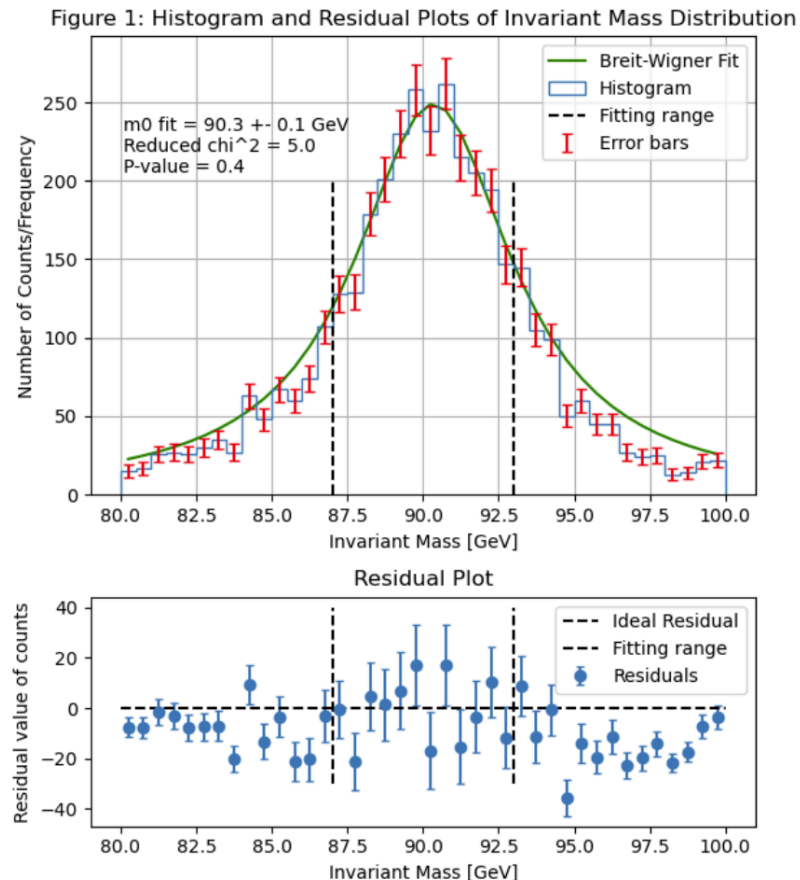 Figure 1: Histogram and Residual Plots of Invariant Mass Distribution
Breit-Wigner Fit
Histogram
Fitting range
Error bars
m0 fit = 90.3 +- 0.1 GeV
Reduced chi^2 = 5.0
P-value = 0.4
Number of Counts/Frequency
250
200
150
100
50
0
80.0 82.5 85.0 87.5 90.0 92.5 95.0 97.5 100.0
Invariant Mass [GeV]
Residual Plot
Ideal Residual
Fitting range
Residuals
Residual value of counts
40
20
0
−20
−40
80.0 82.5 85.0 87.5 90.0 92.5 95.0 97.5 100.0
Invariant Mass [GeV]